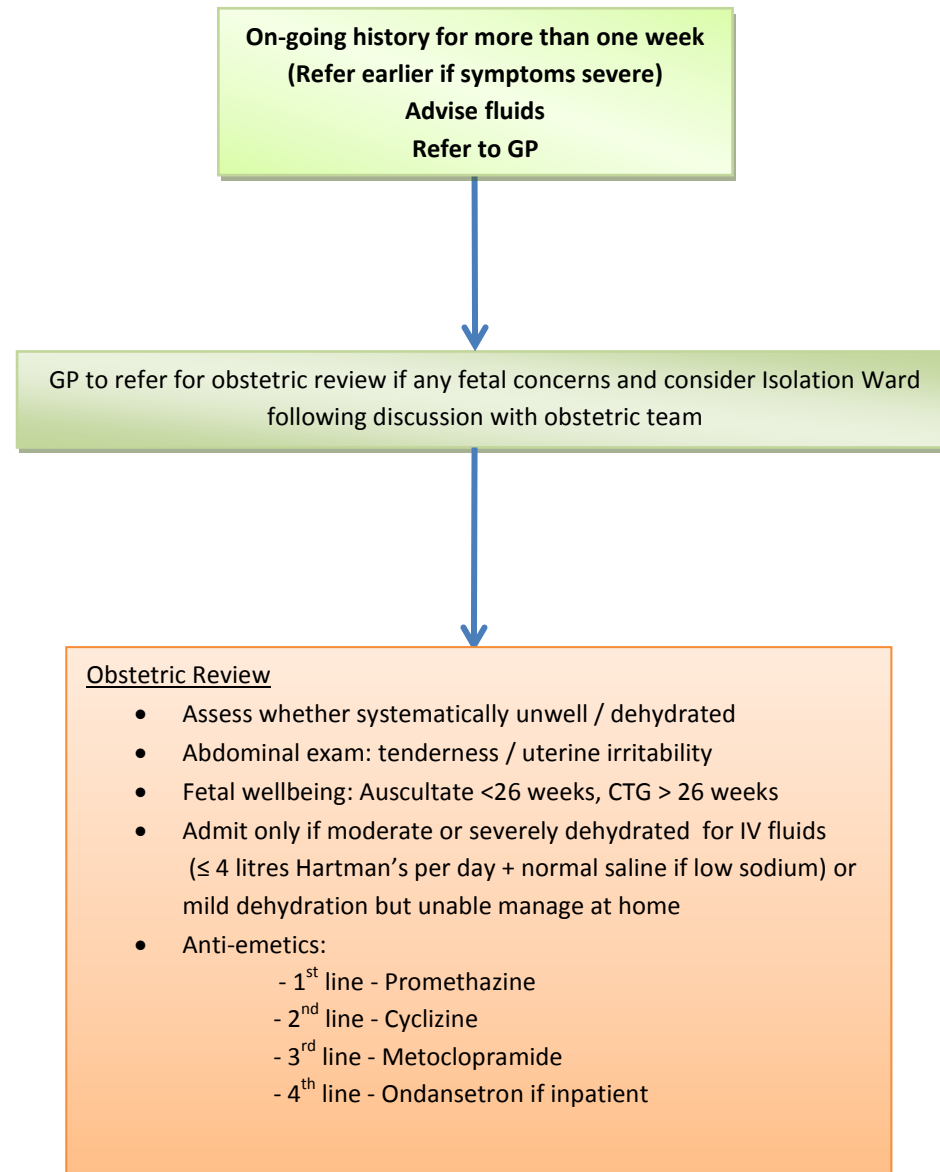 On-going history for more than one week
(Refer earlier if symptoms severe)
Advise fluids
Refer to GP
GP to refer for obstetric review if any fetal concerns and consider Isolation Ward
following discussion with obstetric team
Obstetric Review
• Assess whether systematically unwell / dehydrated
• Abdominal exam: tenderness / uterine irritability
• Fetal wellbeing: Auscultate <26 weeks, CTG > 26 weeks
• Admit only if moderate or severely dehydrated for IV fluids
(≤ 4 litres Hartman’s per day + normal saline if low sodium) or
mild dehydration but unable manage at home
• Anti-emetics:
- 1st line - Promethazine
- 2nd line - Cyclizine
- 3rd line - Metoclopramide
- 4th line - Ondansetron if inpatient